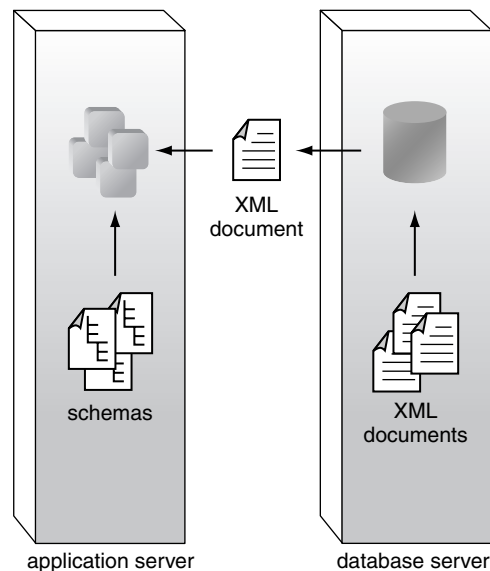 XML
document
schemas
XML
documents
application server
database server